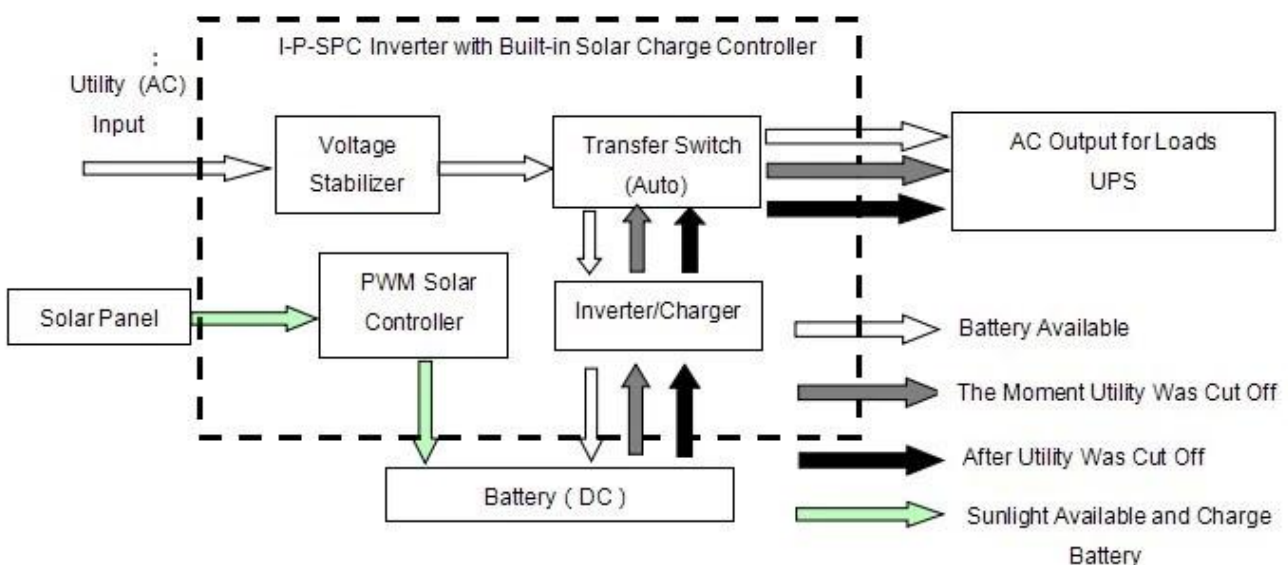 I-P-SPC Inverter with Built-in Solar Charge Controller
:
Utility (AC)
Input
Voltage
Stabilizer
Transfer Switch
(Auto)
AC Output for Loads
UPS
Solar Panel
PWM Solar
Controller
Inverter/Charger
Battery ( DC )
Battery Available
The Moment Utility Was Cut Off
After Utility Was Cut Off
Sunlight Available and Charge
Battery